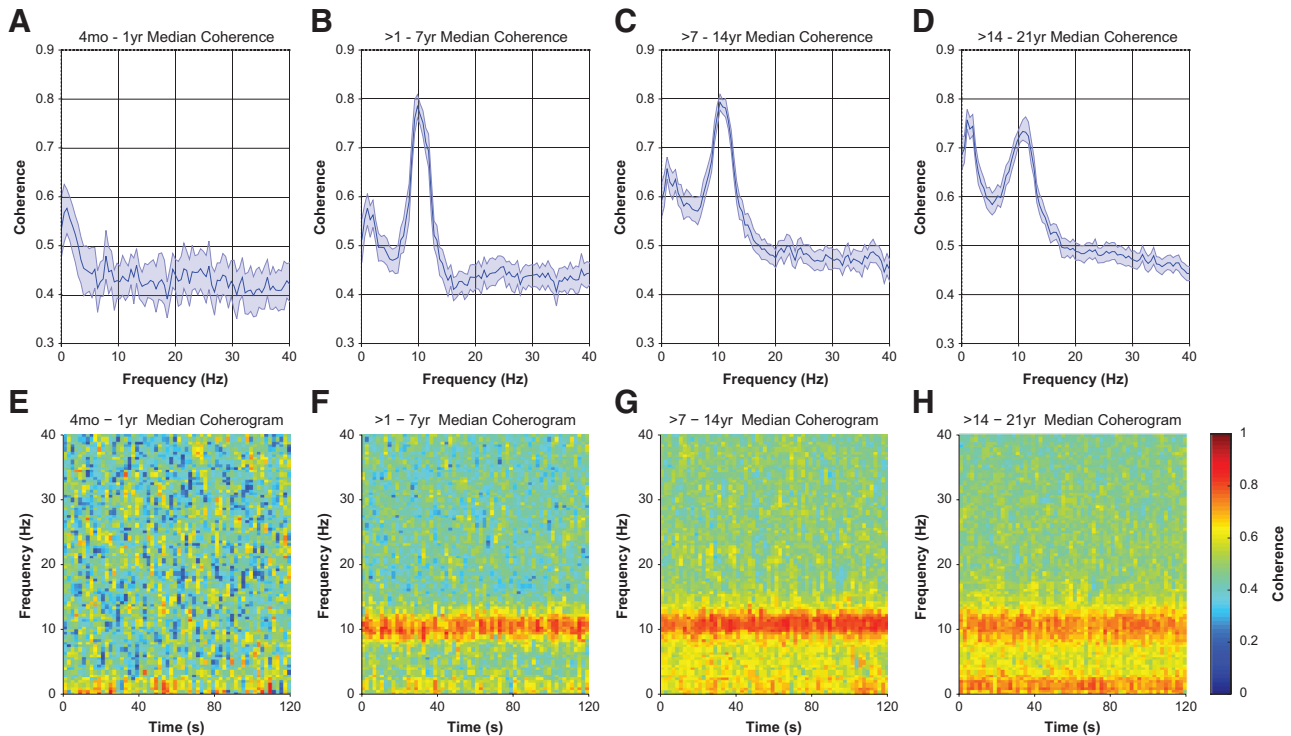 A
B
C
D
4mo - 1yr Median Coherence
>1 - 7yr Median Coherence
>7 - 14yr Median Coherence
>14 - 21yr Median Coherence
0.9
0.8
0.7
0.6
0.5
0.4
0.3
Coherence
0 10 20 30 40
Frequency (Hz)
0.9
0.8
0.7
0.6
0.5
0.4
0.3
Coherence
0 10 20 30 40
Frequency (Hz)
0.9
0.8
0.7
0.6
0.5
0.4
0.3
Coherence
0 10 20 30 40
Frequency (Hz)
0.9
0.8
0.7
0.6
0.5
0.4
0.3
Coherence
0 10 20 30 40
Frequency (Hz)
E
F
G
H
4mo – 1yr Median Coherogram
>1 – 7yr Median Coherogram
>7 – 14yr Median Coherogram
>14 – 21yr Median Coherogram
40
30
20
10
0
Frequency (Hz)
0 40 80 120
Time (s)
40
30
20
10
0
Frequency (Hz)
0 40 80 120
Time (s)
40
30
20
10
0
Frequency (Hz)
0 40 80 120
Time (s)
40
30
20
10
0
Frequency (Hz)
0 40 80 120
Time (s)
1
0.8
0.6
0.4
0.2
0
Coherence